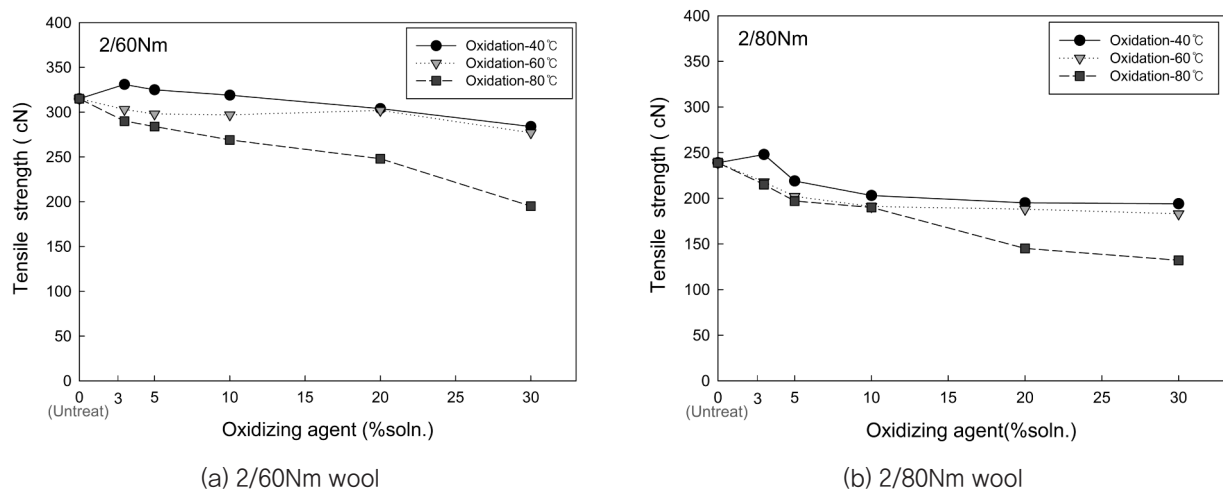 2/60Nm
Oxidation-40℃
Oxidation-60℃
Oxidation-80℃
400
350
300
250
200
150
100
50
0
Tensile strength ( cN)
0 3 5 10 15 20 25 30
(Untreat)
Oxidizing agent (%soln.)
(a) 2/60Nm wool
2/80Nm
Oxidation-40℃
Oxidation-60℃
Oxidation-80℃
400
350
300
250
200
150
100
50
0
Tensile strength ( cN)
0 3 5 10 15 20 25 30
(Untreat)
Oxidizing agent(%soln.)
(b) 2/80Nm wool